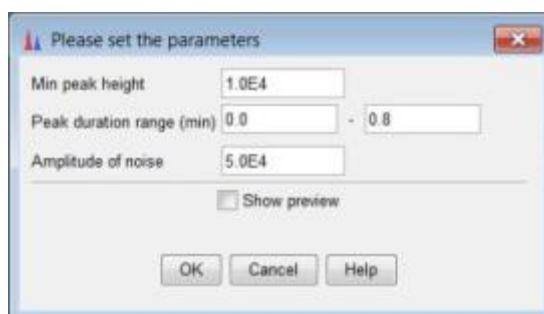 Please set the parameters
Min peak height 1.0E4
Peak duration range (min) 0.0 - 0.8
Amplitude of noise 5.0E4
Show preview
OK Cancel Help